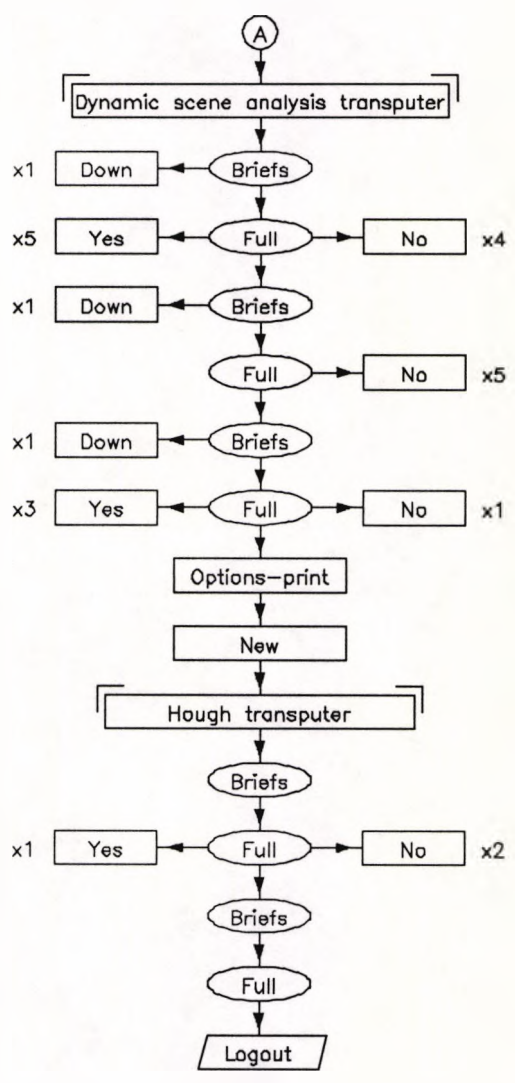 A
Dynamic scene analysis transputer
x1 Down Briefs
x5 Yes Full No x4
x1 Down Briefs
Full No x5
x1 Down Briefs
x3 Yes Full No x1
Options-print
New
Hough transputer
Briefs
x1 Yes Full No x2
Briefs
Full
Logout